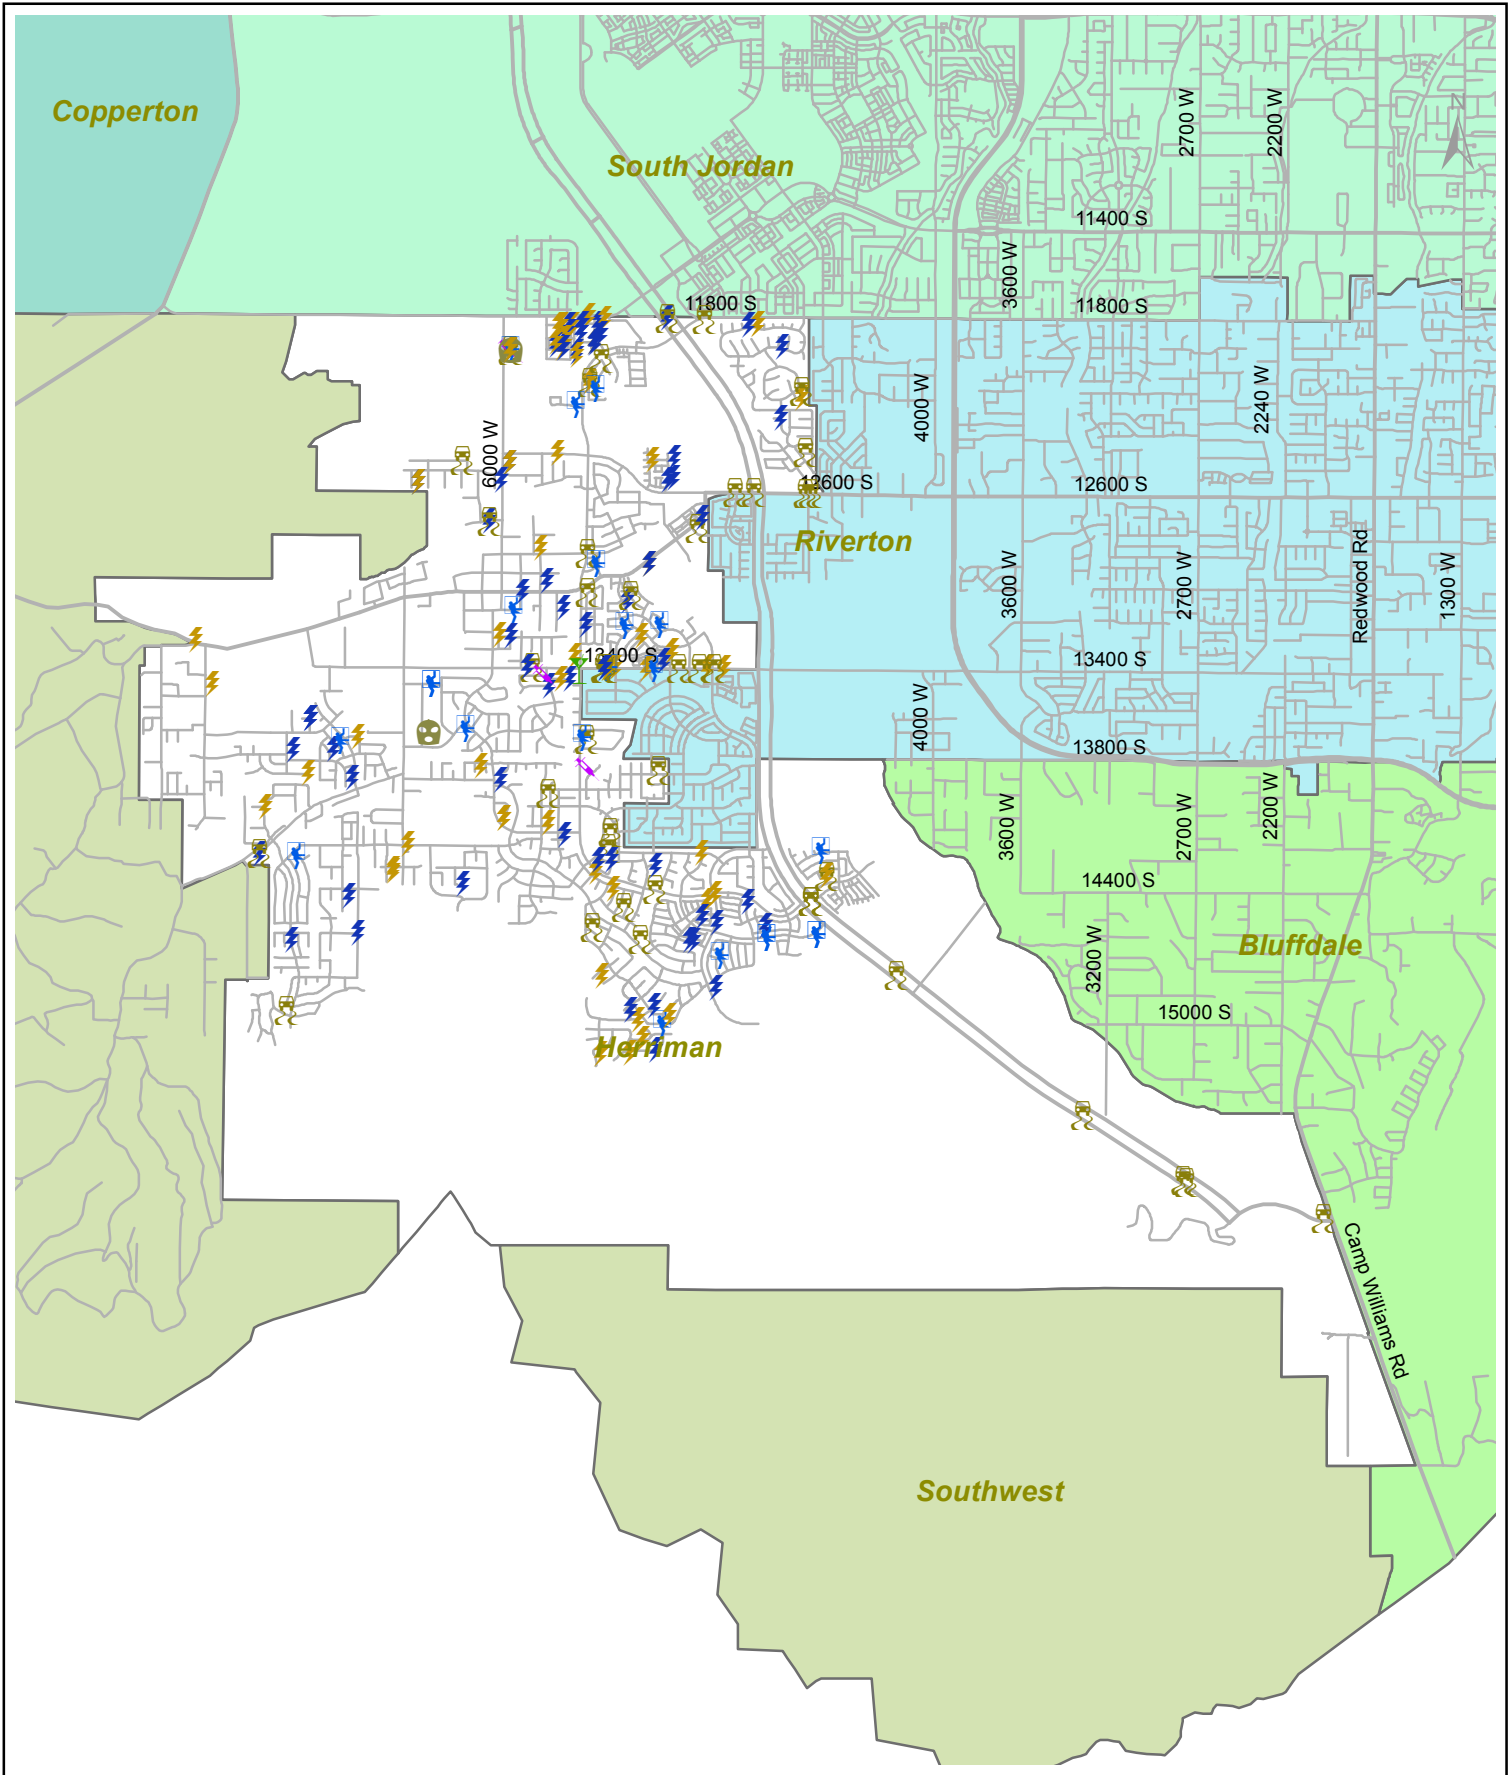 Copperton
South Jordan
2700 W
2200 W
N
11400 S
3600 W
11800 S
11800 S
4000 W
2240 W
6000 W
12600 S
12600 S
Riverton
3600 W
2700 W
Redwood Rd
1300 W
13400 S
13400 S
4000 W
13800 S
3600 W
2700 W
2200 W
14400 S
3200 W
Bluffdale
15000 S
Herriman
Camp Williams Rd
Southwest